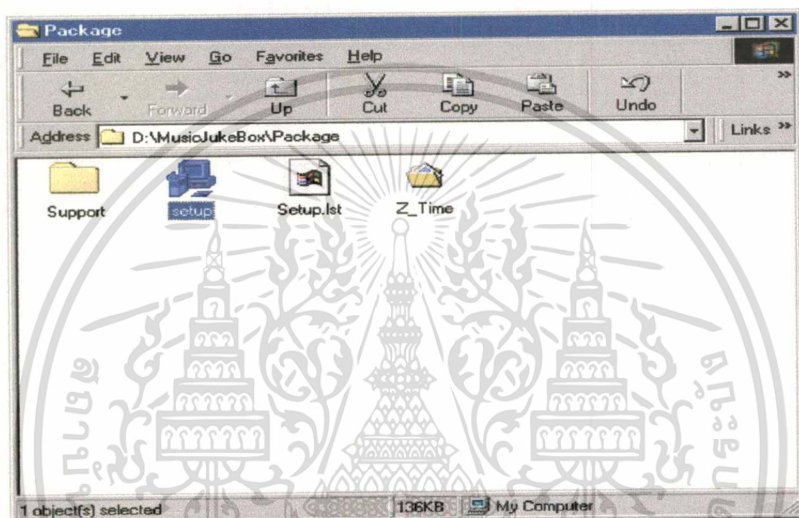 Package
File Edit View Go Favorites Help
Back Forward Up Cut Copy Paste Undo
Address D:\MusicJukeBox\Package Links
Support setup Setup.lst Z_Time
1 object(s) selected 136KB My Computer